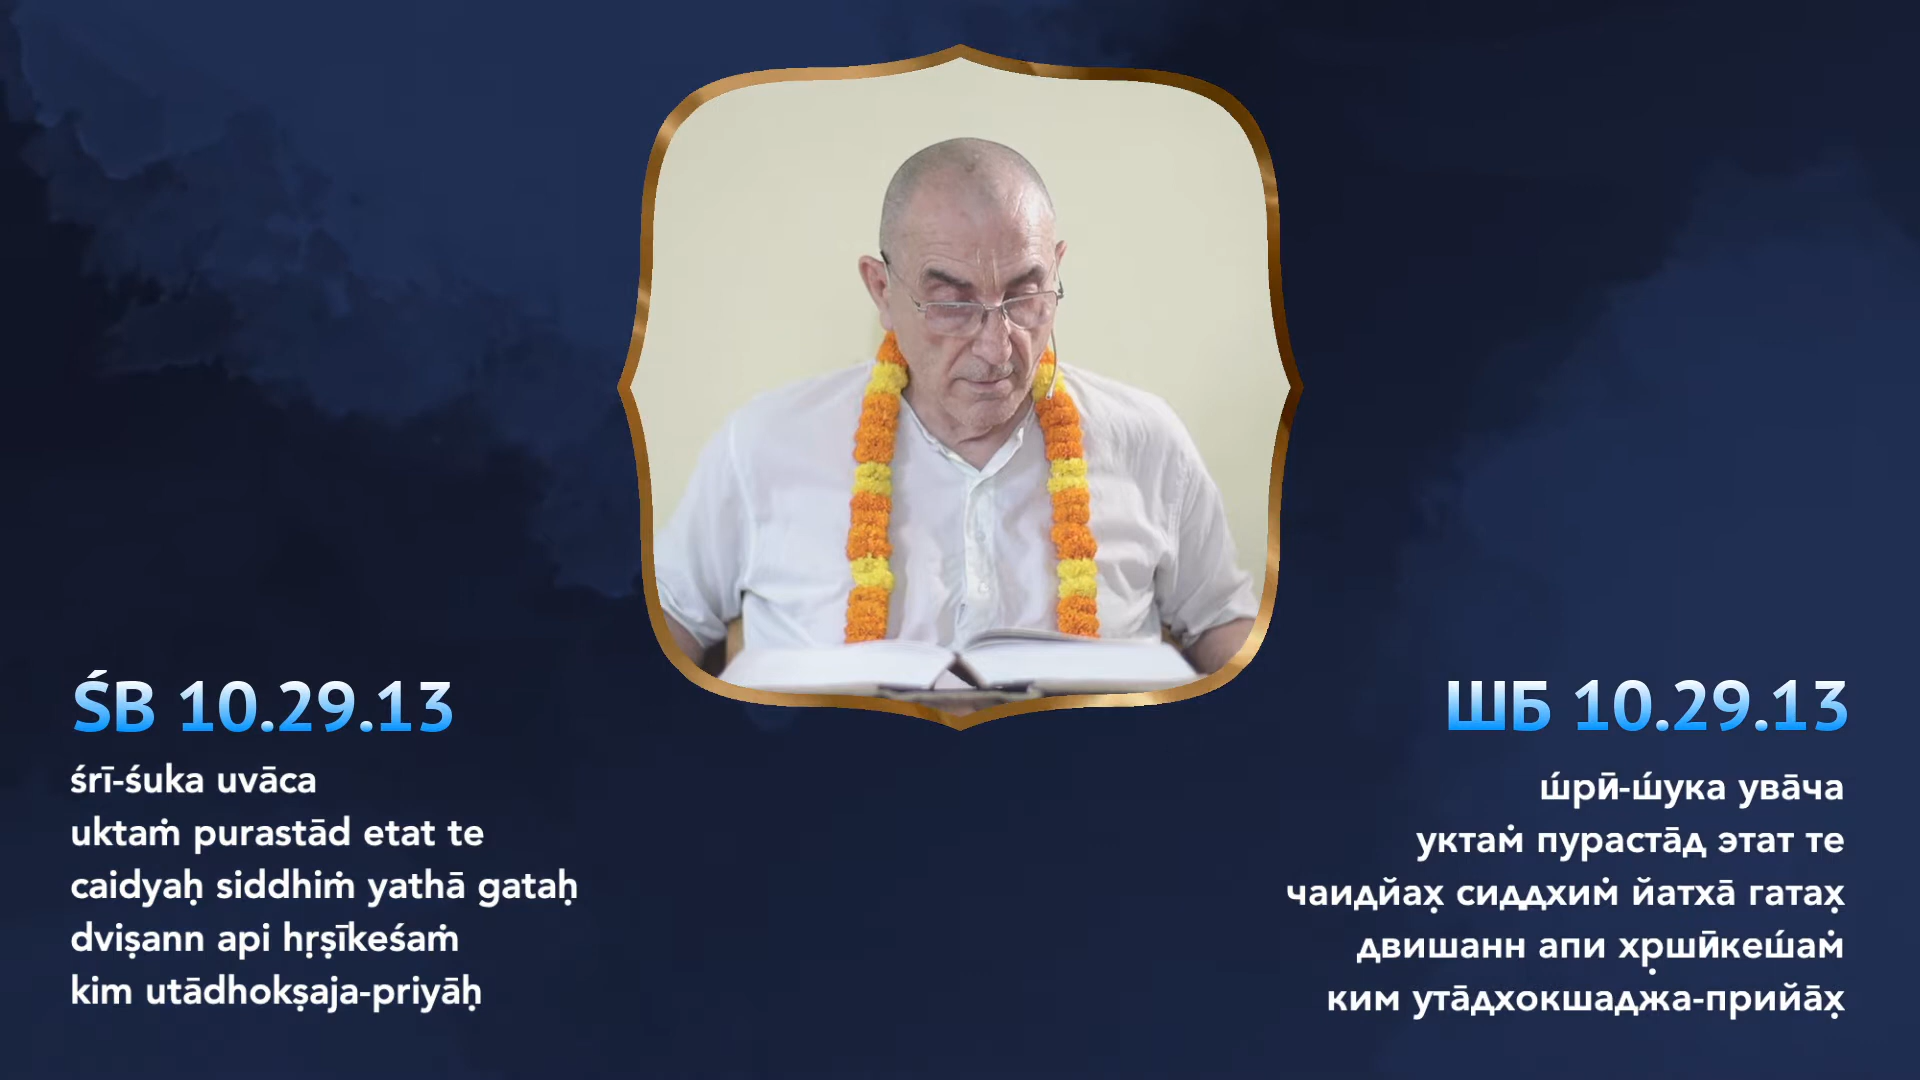 ŚB 10.29.13
śrī-śuka uvāca
uktaṁ purastād etat te
caidyaḥ siddhiṁ yathā gataḥ
dviṣann api hṛṣīkeśaṁ
kim utādhokṣaja-priyāḥ
ШБ 10.29.13
ш́рӣ-ш́ука ува̄ча
уктам̇ пураста̄д этат те
чаидйах̣ сиддхим̇ йатха̄ гатах̣
двишанн апи хр̣шӣкеш́ам̇
ким ута̄дхокшаджа-прийа̄х̣